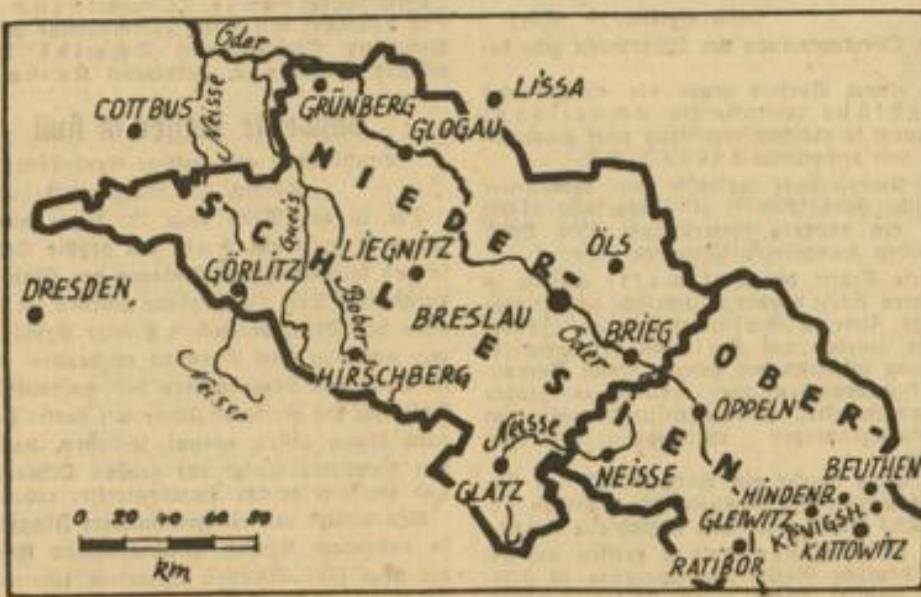 Oder
LISSA
COTTBUS
Neisse
GRÜNBERG
GLOGAU
NIEDER-
SCHLESIEN
Queis
LIEGNITZ
ÖLS
GÖRLITZ
DRESDEN
Bober
BRESLAU
BRIEG
OBER-
Oder
Neisse
HIRSCHBERG
OPPELN
Neisse
NEISSE
BEUTHEN
GLATZ
HINDENB.
GLEIWITZ
KÄVIGSH.
KATTOWITZ
RATIBOR
0 20 40 60 80
km